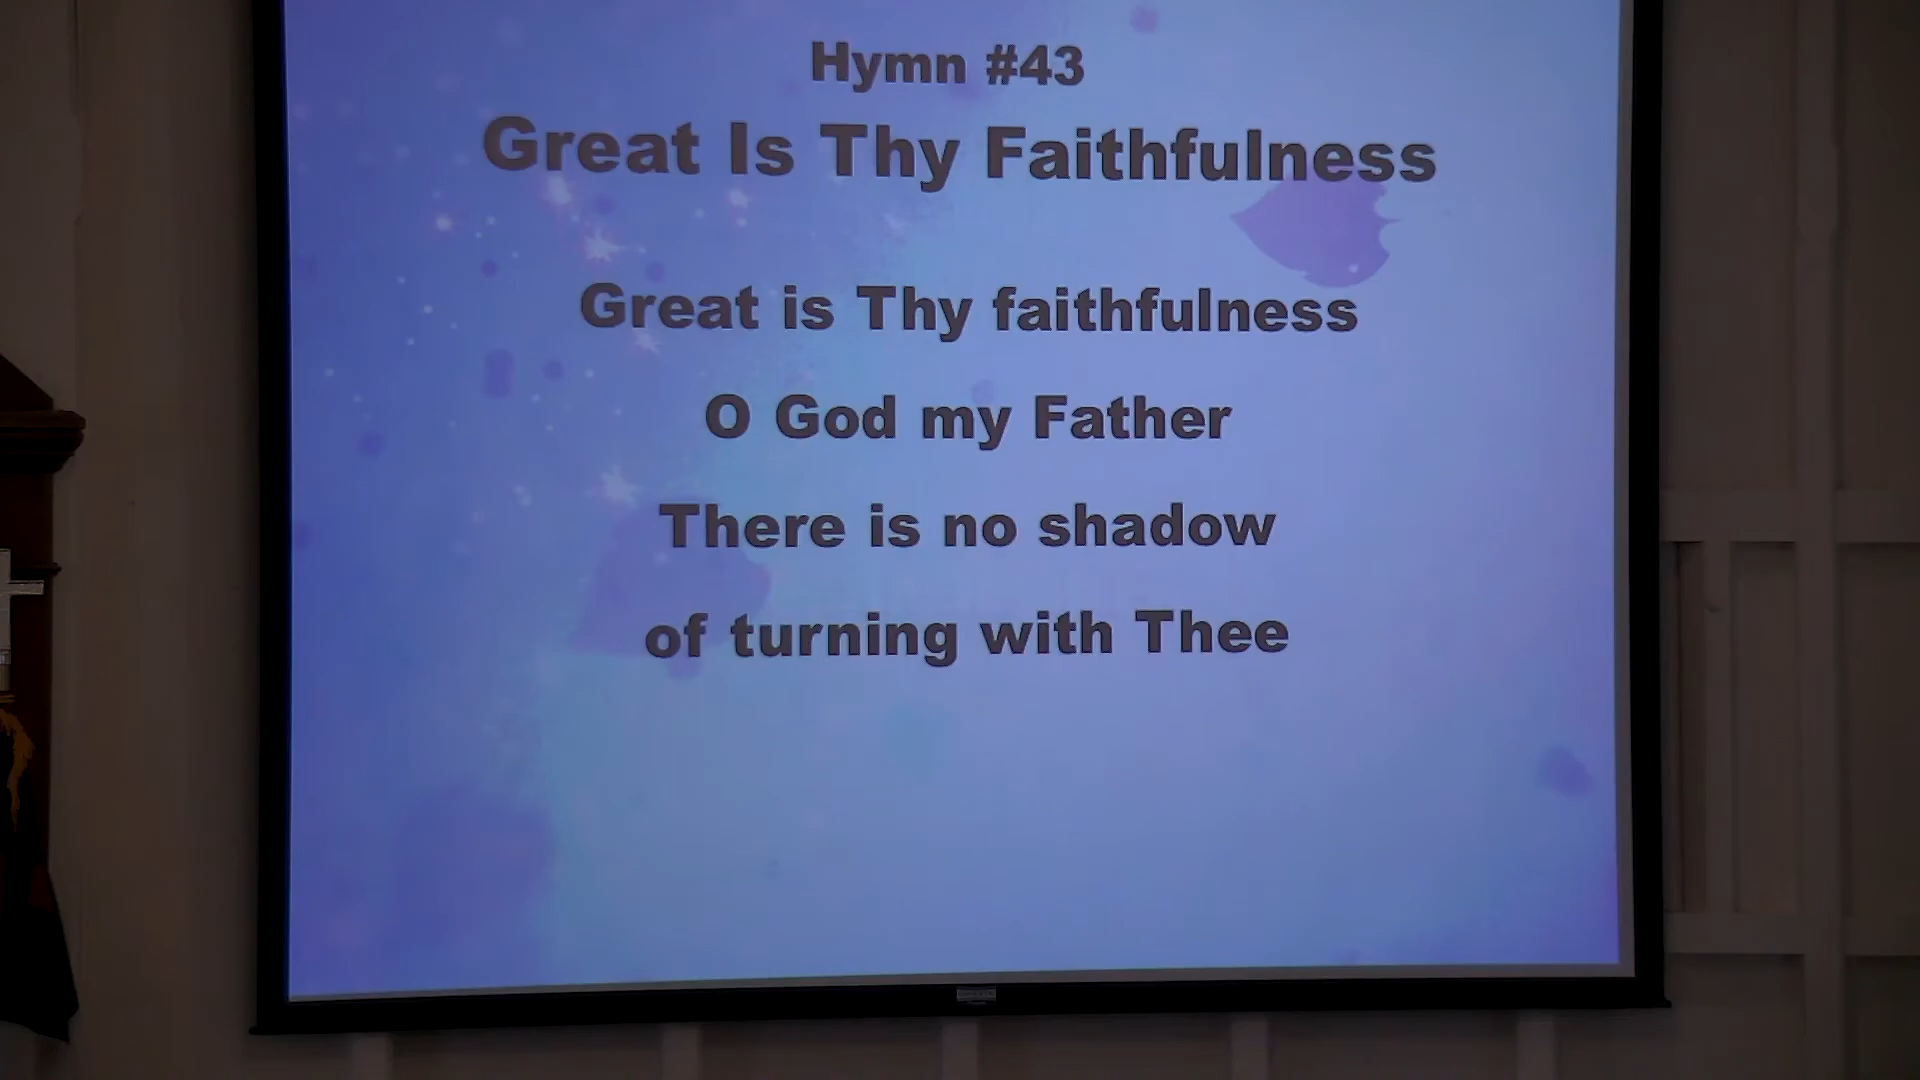 Hymn #43
Great Is Thy Faithfulness
Great is Thy faithfulness
O God my Father
There is no shadow
of turning with Thee